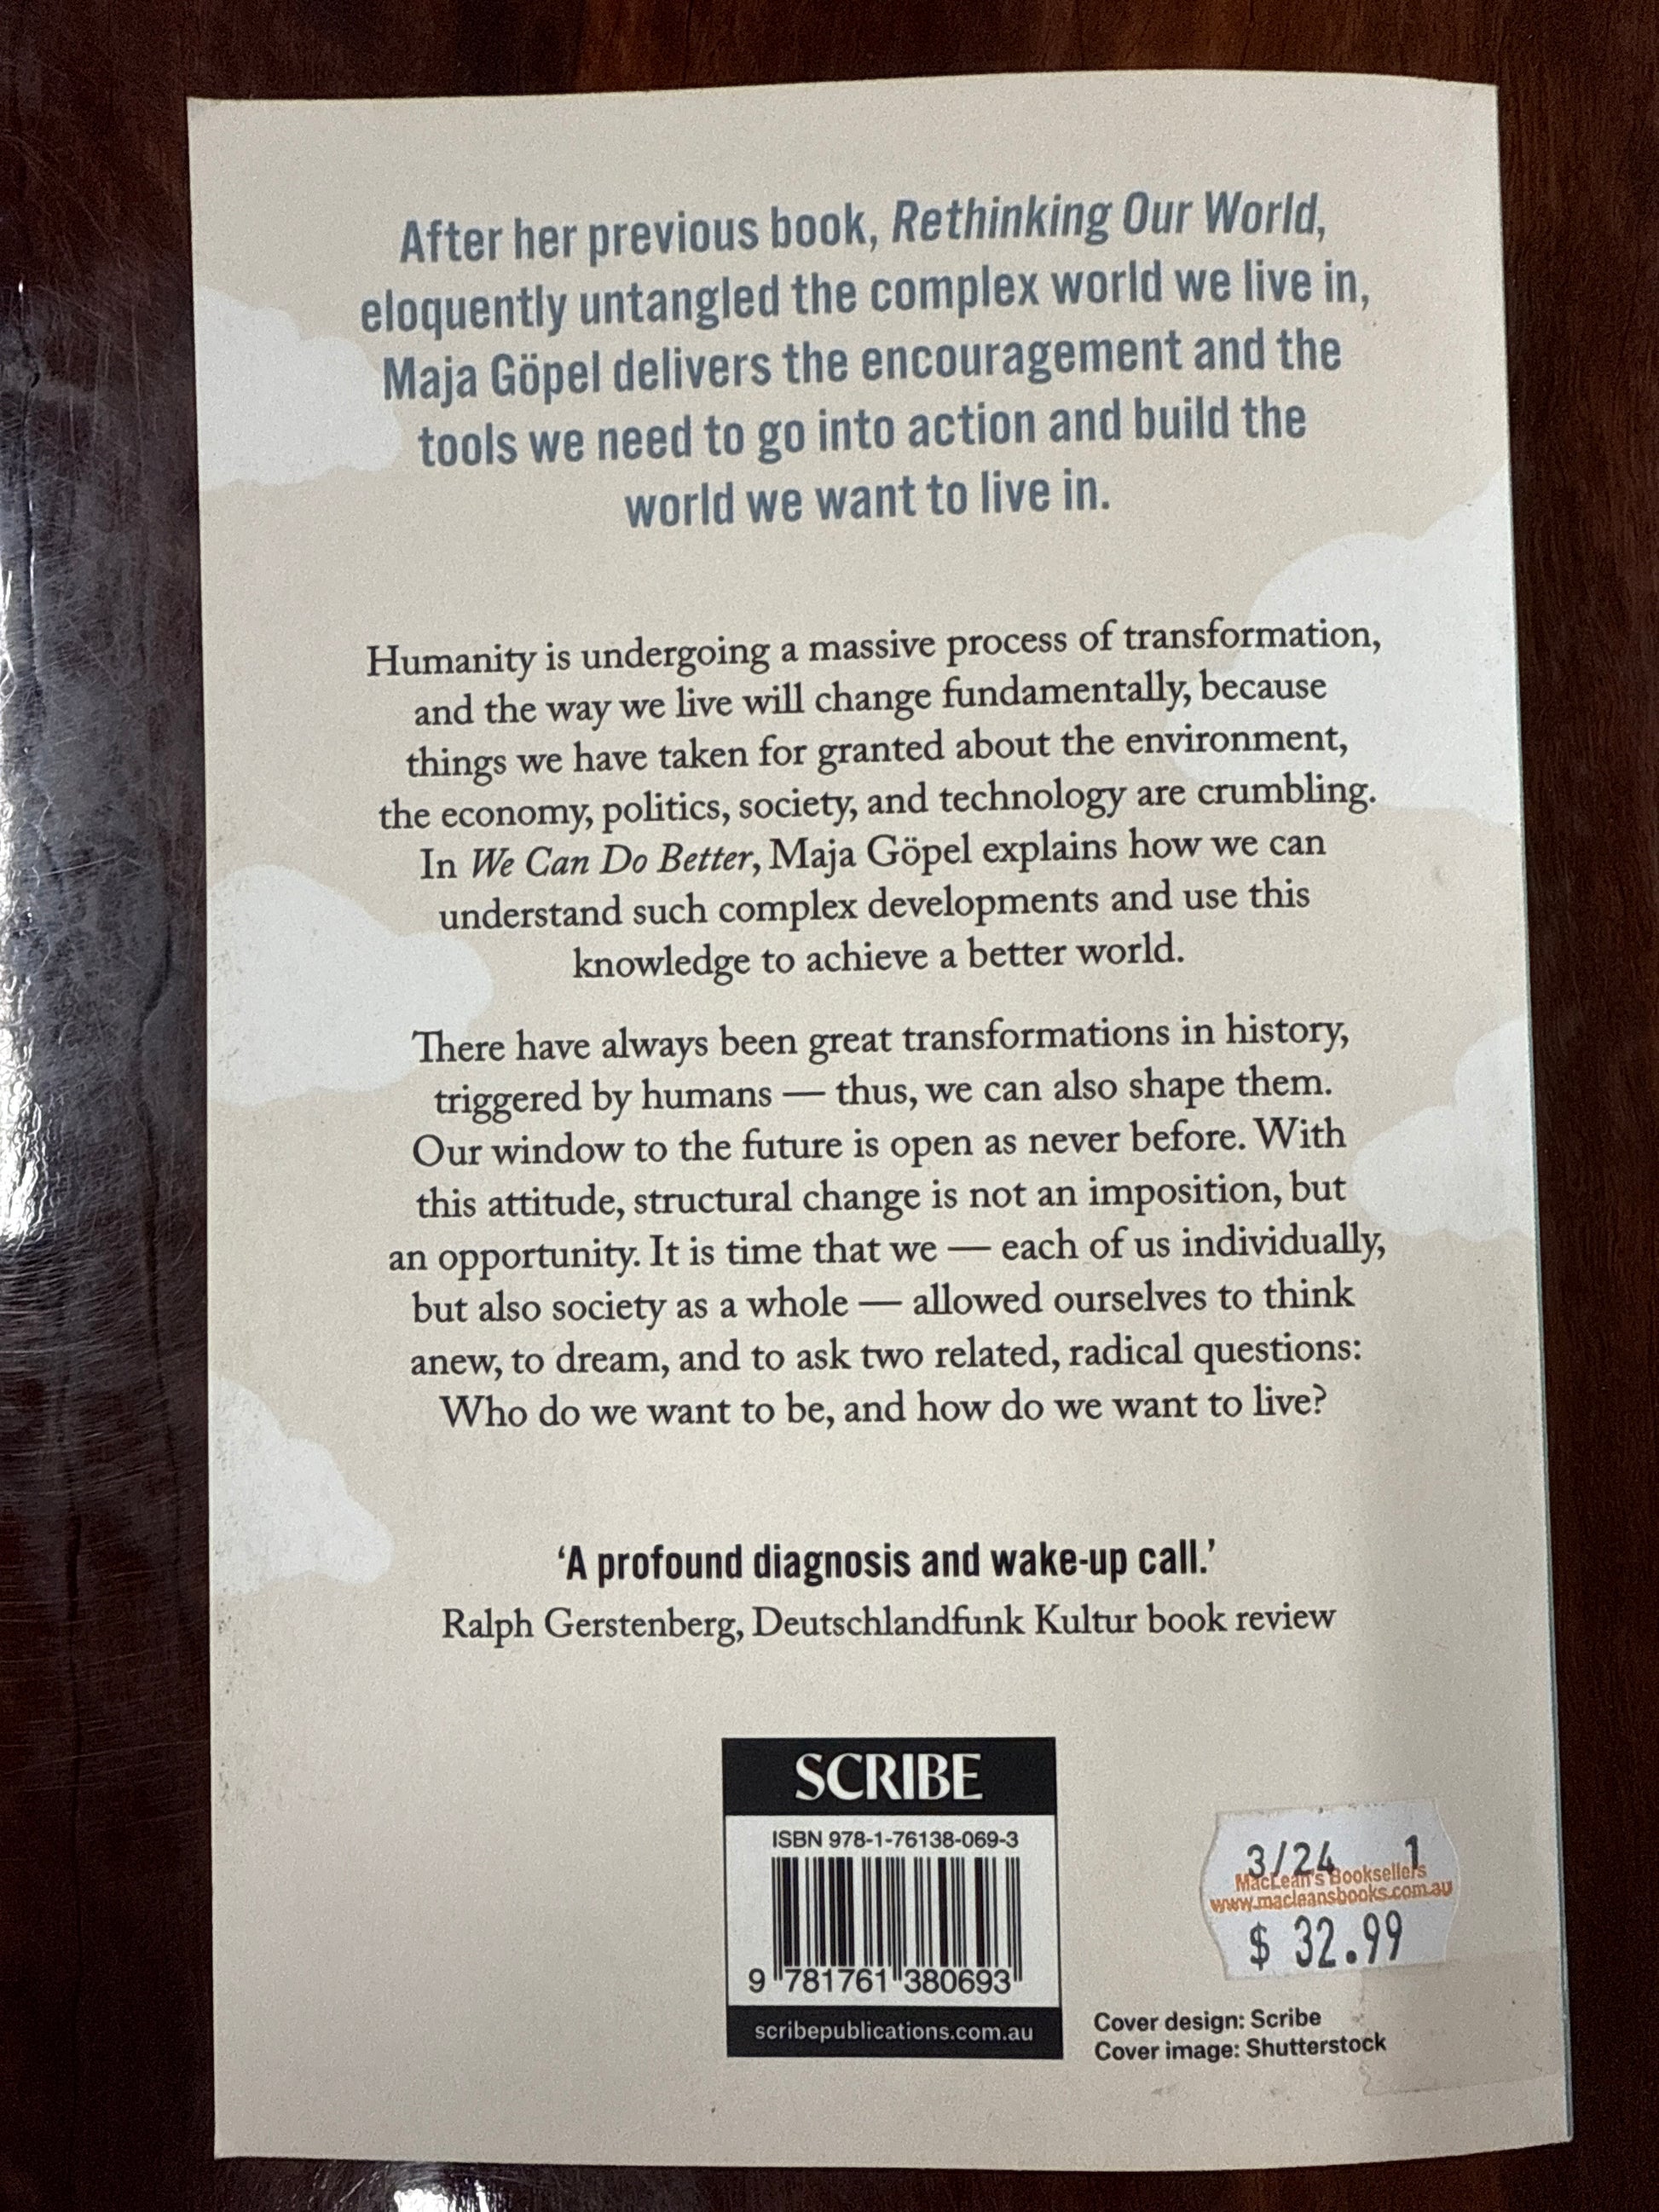 After her previous book, Rethinking Our World,
eloquently untangled the complex world we live in,
Maja Göpel delivers the encouragement and the
tools we need to go into action and build the
world we want to live in.
Humanity is undergoing a massive process of transformation,
and the way we live will change fundamentally, because
things we have taken for granted about the environment,
the economy, politics, society, and technology are crumbling.
In We Can Do Better, Maja Göpel explains how we can
understand such complex developments and use this
knowledge to achieve a better world.
There have always been great transformations in history,
triggered by humans — thus, we can also shape them.
Our window to the future is open as never before. With
this attitude, structural change is not an imposition, but
an opportunity. It is time that we — each of us individually,
but also society as a whole — allowed ourselves to think
anew, to dream, and to ask two related, radical questions:
Who do we want to be, and how do we want to live?
‘A profound diagnosis and wake-up call.’
Ralph Gerstenberg, Deutschlandfunk Kultur book review
SCRIBE
ISBN 978-1-76138-069-3
9 781761 380693
scribepublications.com.au
3/24 1
MacLean's Booksellers
www.macleansbooks.com.au
$ 32.99
Cover design: Scribe
Cover image: Shutterstock